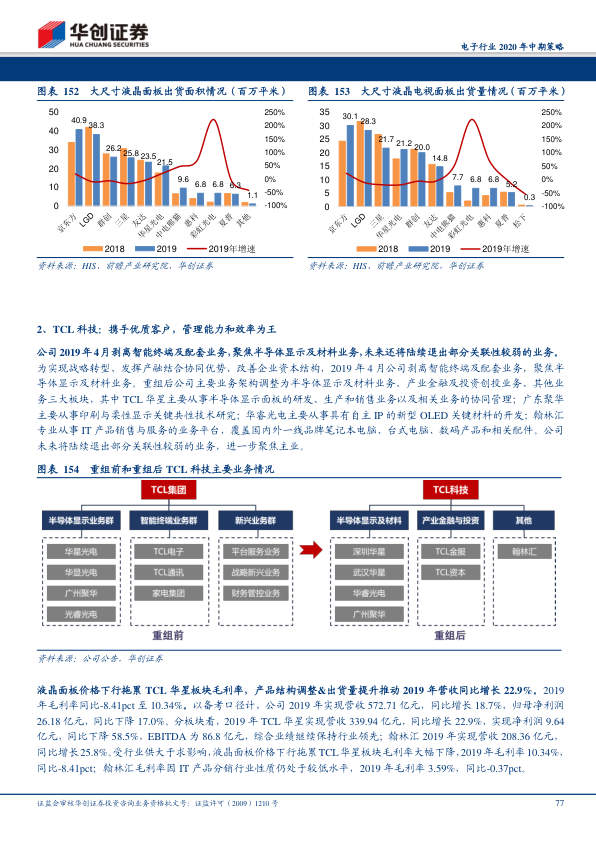 华创证券
HUA CHUANG SECURITIES
电子行业 2020 年中期策略
图表 152 大尺寸液晶面板出货面积情况（百万平米）
50
40
30
20
10
0
250%
200%
150%
100%
50%
0%
-50%
-100%
40.9
38.3
26.2
25.8
23.5
21.5
9.6
6.8
6.8
6.3
1.1
京东方
LGD
群创
三星
友达
华星光电
中电熊猫
惠科
彩虹光电
夏普
其他
2018
2019
2019年增速
资料来源：HIS，前瞻产业研究院，华创证券
图表 153 大尺寸液晶电视面板出货量情况（百万平米）
35
30
25
20
15
10
5
0
250%
200%
150%
100%
50%
0%
-50%
-100%
30.1
28.3
21.7
21.2
20.0
14.8
7.7
6.8
6.8
5.2
0.3
京东方
LGD
三星
华星光电
群创
友达
中电熊猫
彩虹光电
惠科
夏普
松下
2018
2019
2019年增速
资料来源：HIS，前瞻产业研究院，华创证券
2、TCL 科技：携手优质客户，管理能力和效率为王
公司 2019 年 4 月剥离智能终端及配套业务，聚焦半导体显示及材料业务，未来还将陆续退出部分关联性较弱的业务。
为实现战略转型、发挥产融结合协同优势、改善企业资本结构，2019 年 4 月公司剥离智能终端及配套业务，聚焦半
导体显示及材料业务。重组后公司主要业务架构调整为半导体显示及材料业务、产业金融及投资创投业务、其他业
务三大板块，其中 TCL 华星主要从事半导体显示面板的研发、生产和销售业务以及相关业务的协同管理；广东聚华
主要从事印刷与柔性显示关键共性技术研究；华睿光电主要从事具有自主 IP 的新型 OLED 关键材料的开发；翰林汇
专业从事 IT 产品销售与服务的业务平台，覆盖国内外一线品牌笔记本电脑、台式电脑、数码产品和相关配件。公司
未来将陆续退出部分关联性较弱的业务，进一步聚焦主业。
图表 154 重组前和重组后 TCL 科技主要业务情况
TCL集团
半导体显示业务群
智能终端业务群
新兴业务群
华星光电
TCL电子
平台服务业务
华显光电
TCL通讯
战略新兴业务
广州聚华
家电集团
财务管控业务
光睿光电
重组前
TCL科技
半导体显示及材料
产业金融与投资
其他
深圳华星
TCL金服
翰林汇
武汉华星
TCL资本
华睿光电
广州聚华
重组后
资料来源：公司公告，华创证券
液晶面板价格下行拖累 TCL 华星板块毛利率，产品结构调整&出货量提升推动 2019 年营收同比增长 22.9%。2019
年毛利率同比-8.41pct 至 10.34%。以备考口径计，公司 2019 年实现营收 572.71 亿元，同比增长 18.7%，归母净利润
26.18 亿元，同比下降 17.0%。分板块看，2019 年 TCL 华星实现营收 339.94 亿元，同比增长 22.9%，实现净利润 9.64
亿元，同比下降 58.5%，EBITDA 为 86.8 亿元，综合业绩继续保持行业领先；翰林汇 2019 年实现营收 208.36 亿元，
同比增长 25.8%。受行业供大于求影响，液晶面板价格下行拖累 TCL 华星板块毛利率大幅下降，2019 年毛利率 10.34%，
同比-8.41pct；翰林汇毛利率因 IT 产品分销行业性质仍处于较低水平，2019 年毛利率 3.59%，同比-0.37pct。
证监会审核华创证券投资咨询业务资格批文号：证监许可（2009）1210 号
77